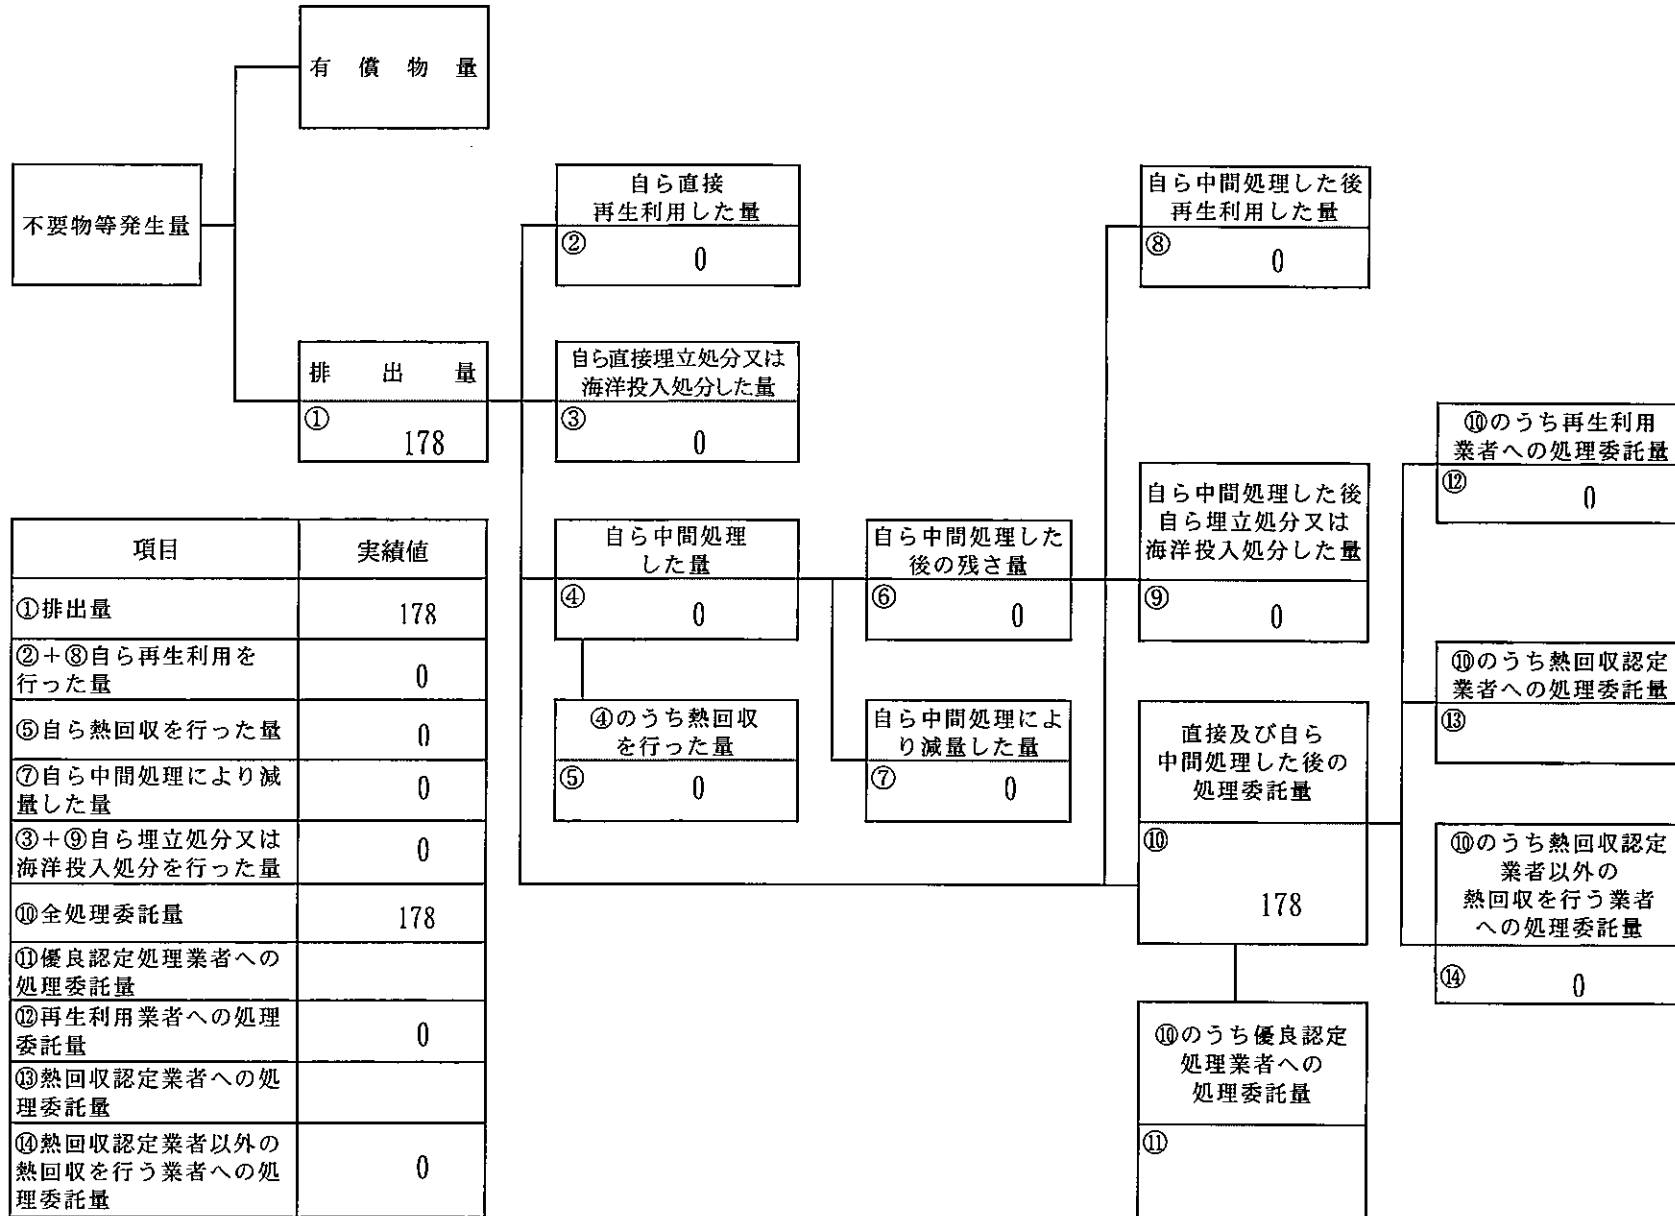 有償物量
不要物等発生量
排出量
①
178
自ら直接
再生利用した量
②
0
自ら直接埋立処分又は
海洋投入処分した量
③
0
自ら中間処理
した量
④
0
④のうち熱回収
を行った量
⑤
0
自ら中間処理した
後の残さ量
⑥
0
自ら中間処理によ
り減量した量
⑦
0
自ら中間処理した後
再生利用した量
⑧
0
自ら中間処理した後
自ら埋立処分又は
海洋投入処分した量
⑨
0
直接及び自ら
中間処理した後の
処理委託量
⑩
178
⑩のうち優良認定
処理業者への
処理委託量
⑪
⑩のうち再生利用
業者への処理委託量
⑫
0
⑩のうち熱回収認定
業者への処理委託量
⑬
⑩のうち熱回収認定
業者以外の
熱回収を行う業者
への処理委託量
⑭
0
項目 実績値
①排出量 178
②+⑧自ら再生利用を
行った量 0
⑤自ら熱回収を行った量 0
⑦自ら中間処理により減
量した量 0
③+⑨自ら埋立処分又は
海洋投入処分を行った量 0
⑩全処理委託量 178
⑪優良認定処理業者への
処理委託量
⑫再生利用業者への処理
委託量 0
⑬熱回収認定業者への処
理委託量
⑭熱回収認定業者以外の
熱回収を行う業者への処
理委託量 0